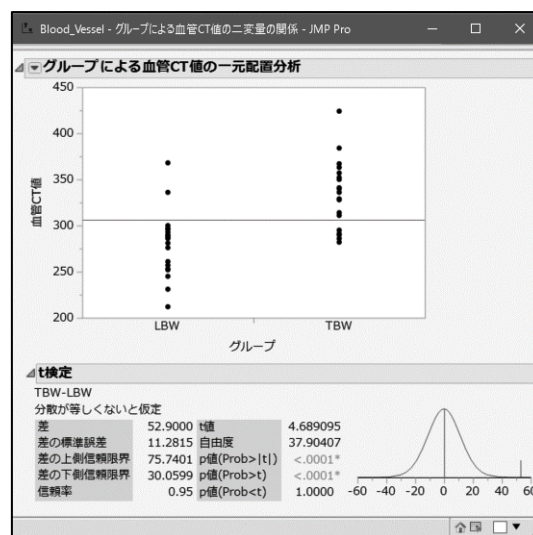 Blood_Vessel - グループによる血管CT値の二変量の関係 - JMP Pro
グループによる血管CT値の一元配置分析
450
400
350
300
250
200
血管CT値
LBW TBW
グループ
t検定
TBW-LBW
分散が等しくないと仮定
差 52.9000 t値 4.689095
差の標準誤差 11.2815 自由度 37.90407
差の上側信頼限界 75.7401 p値(Prob>|t|) <.0001*
差の下側信頼限界 30.0599 p値(Prob>t) <.0001*
信頼率 0.95 p値(Prob<t) 1.0000
-60 -40 -20 0 20 40 60